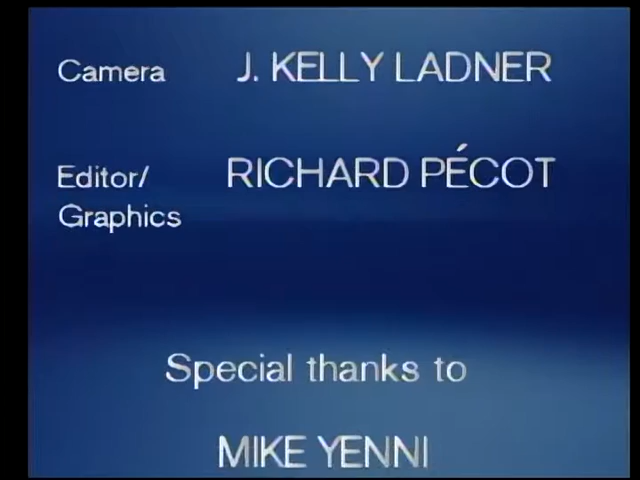 Camera J. KELLY LADNER
Editor/ RICHARD PÉCOT
Graphics
Special thanks to
MIKE YENNI